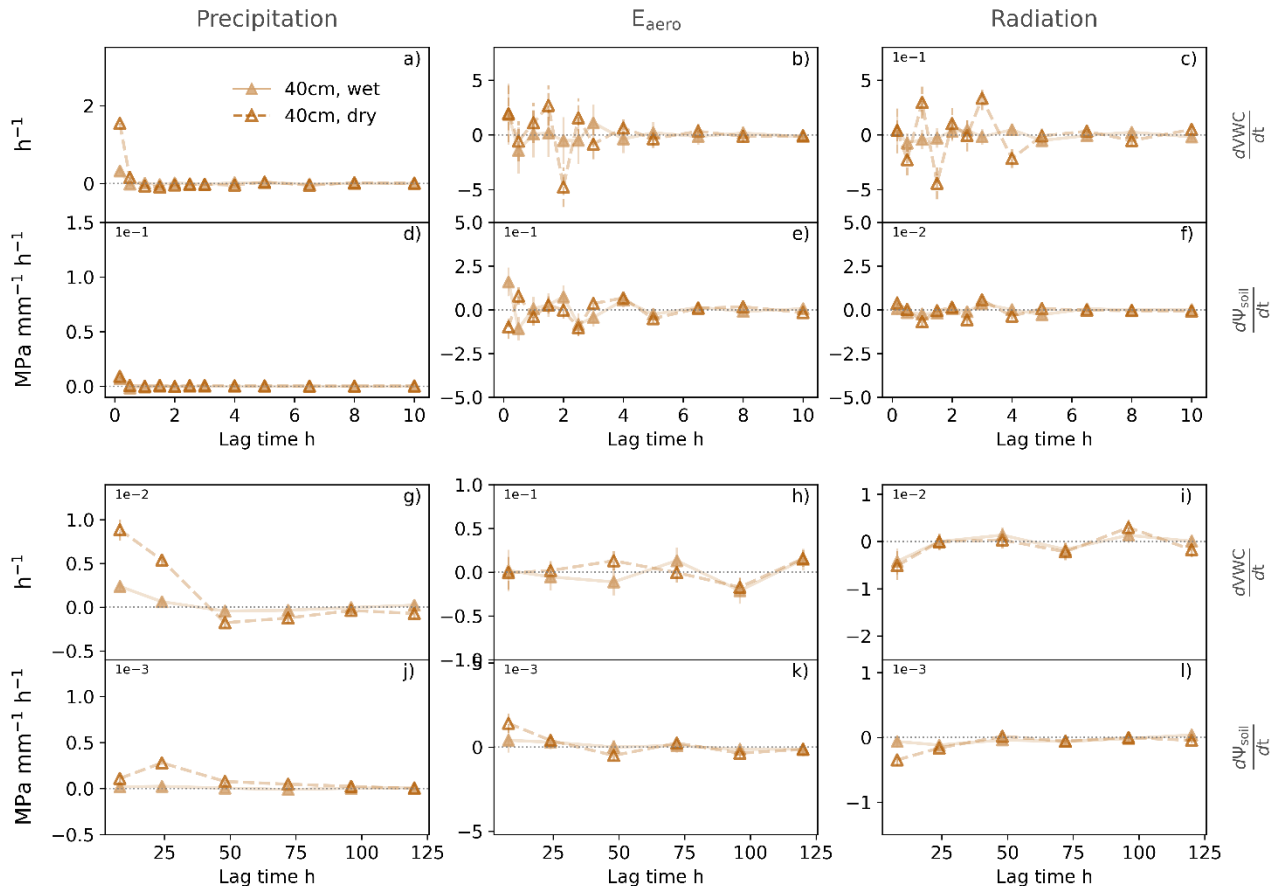 Precipitation E_aero Radiation
a) b) c)
1e−1
40cm, wet
40cm, dry
5 5
2
0 0 0
−5 −5
h⁻¹
dVWC/dt
1.5 5.0 5.0
1e−1 d) 1e−1 e) 1e−2 f)
1.0 2.5 2.5
0.5 0.0 0.0
−2.5 −2.5
0.0 −5.0 −5.0
MPa mm⁻¹ h⁻¹
dΨ_soil/dt
0 2 4 6 8 10 0 2 4 6 8 10 0 2 4 6 8 10
Lag time h Lag time h Lag time h
1e−2 g) 1e−1 h) 1e−2 i)
1.0 1.0 1
0.5 0.5 0
0.0 0.0 −1
−0.5 −0.5 −2
−1.0
h⁻¹
dVWC/dt
1e−3 j) 1e−3 k) 1e−3 l)
1.0 5
0.5 0 0
0.0 −1
−0.5 −5
MPa mm⁻¹ h⁻¹
dΨ_soil/dt
25 50 75 100 125 25 50 75 100 125 25 50 75 100 125
Lag time h Lag time h Lag time h